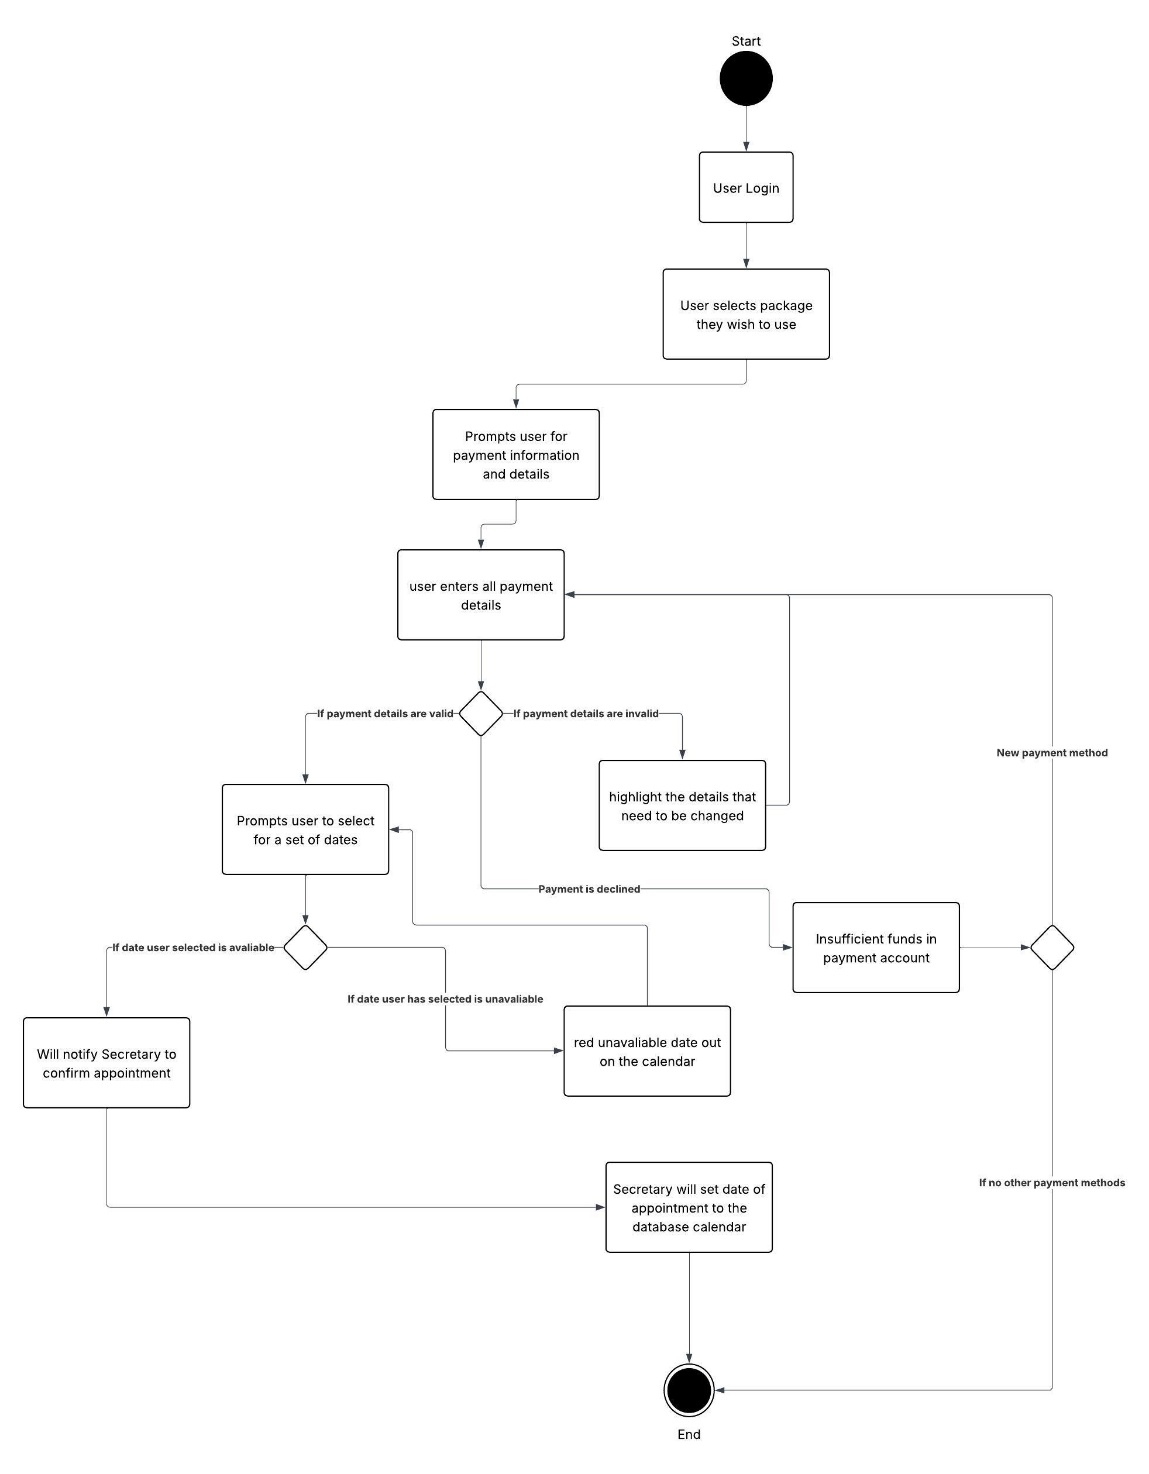 Start
User Login
User selects package
they wish to use
Prompts user for
payment information
and details
user enters all payment
details
If payment details are valid
If payment details are invalid
New payment method
highlight the details that
need to be changed
Prompts user to select
for a set of dates
Payment is declined
Insufficient funds in
payment account
If date user selected is avaliable
If date user has selected is unavaliable
Will notify Secretary to
confirm appointment
red unavaliable date out
on the calendar
Secretary will set date of
appointment to the
database calendar
If no other payment methods
End